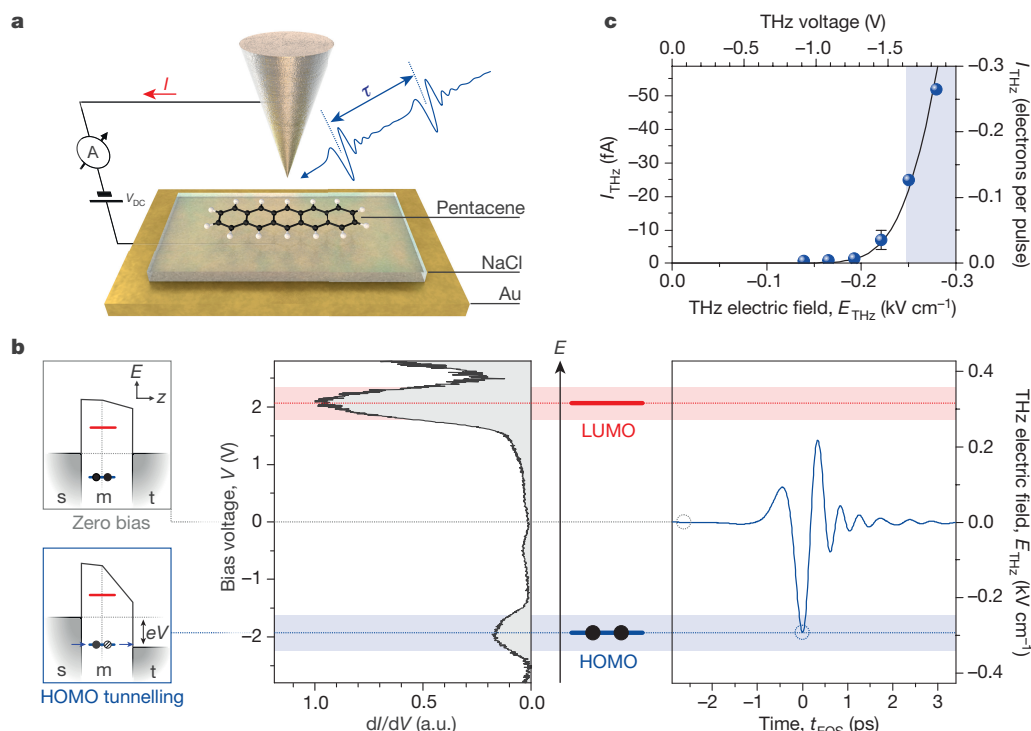 a
I
τ
A
V_DC
Pentacene
NaCl
Au
c
THz voltage (V)
0.0 −0.5 −1.0 −1.5
I_THz (fA)
−50
−40
−30
−20
−10
0
0.0 −0.1 −0.2 −0.3
THz electric field, E_THz (kV cm⁻¹)
−0.3
−0.2
−0.1
0.0
I_THz (electrons per pulse)
b
E
z
s m t
Zero bias
eV
s m t
HOMO tunnelling
Bias voltage, V (V)
2
1
0
−1
−2
1.0 0.5 0.0
dI/dV (a.u.)
E
LUMO
HOMO
0.4
0.2
0.0
−0.2
−0.4
THz electric field, E_THz (kV cm⁻¹)
−2 −1 0 1 2 3
Time, t_EOS (ps)